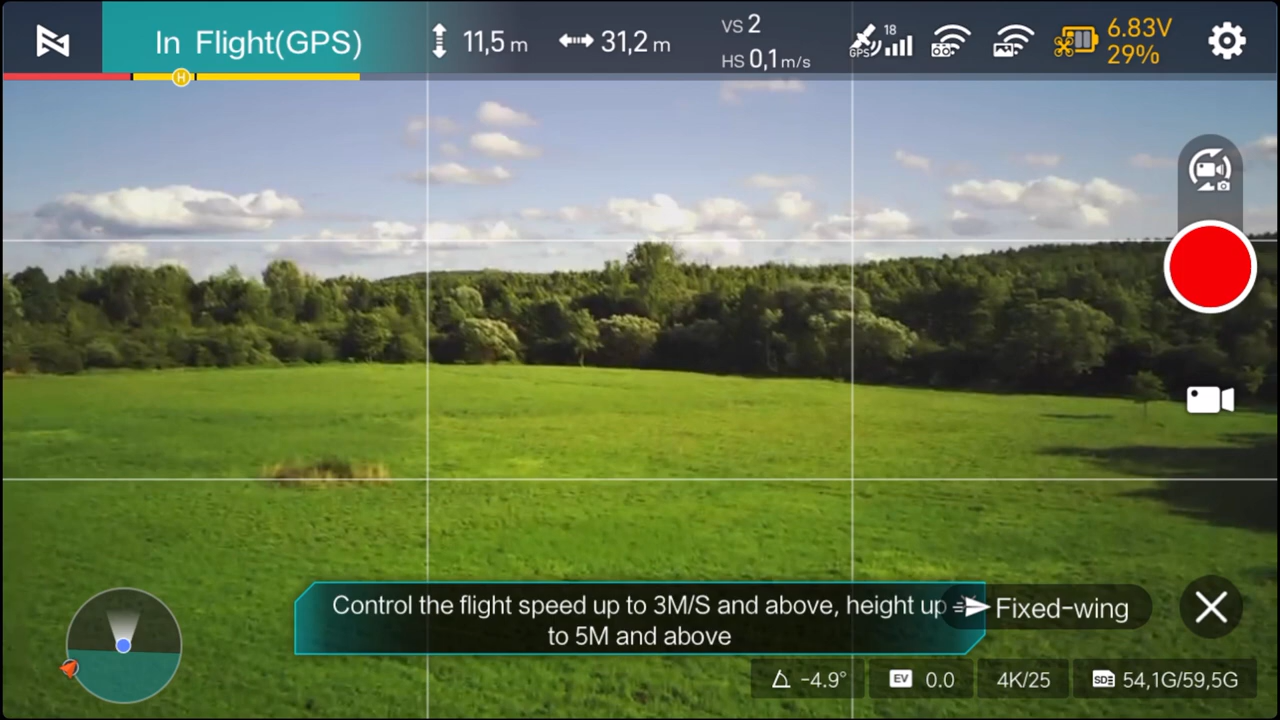 In Flight(GPS)
11,5 m
31,2 m
VS 2
HS 0,1 m/s
GPS
18
6.83V
29%
H
Control the flight speed up to 3M/S and above, height up
to 5M and above
Fixed-wing
-4.9°
EV 0.0
4K/25
SD 54,1G/59,5G